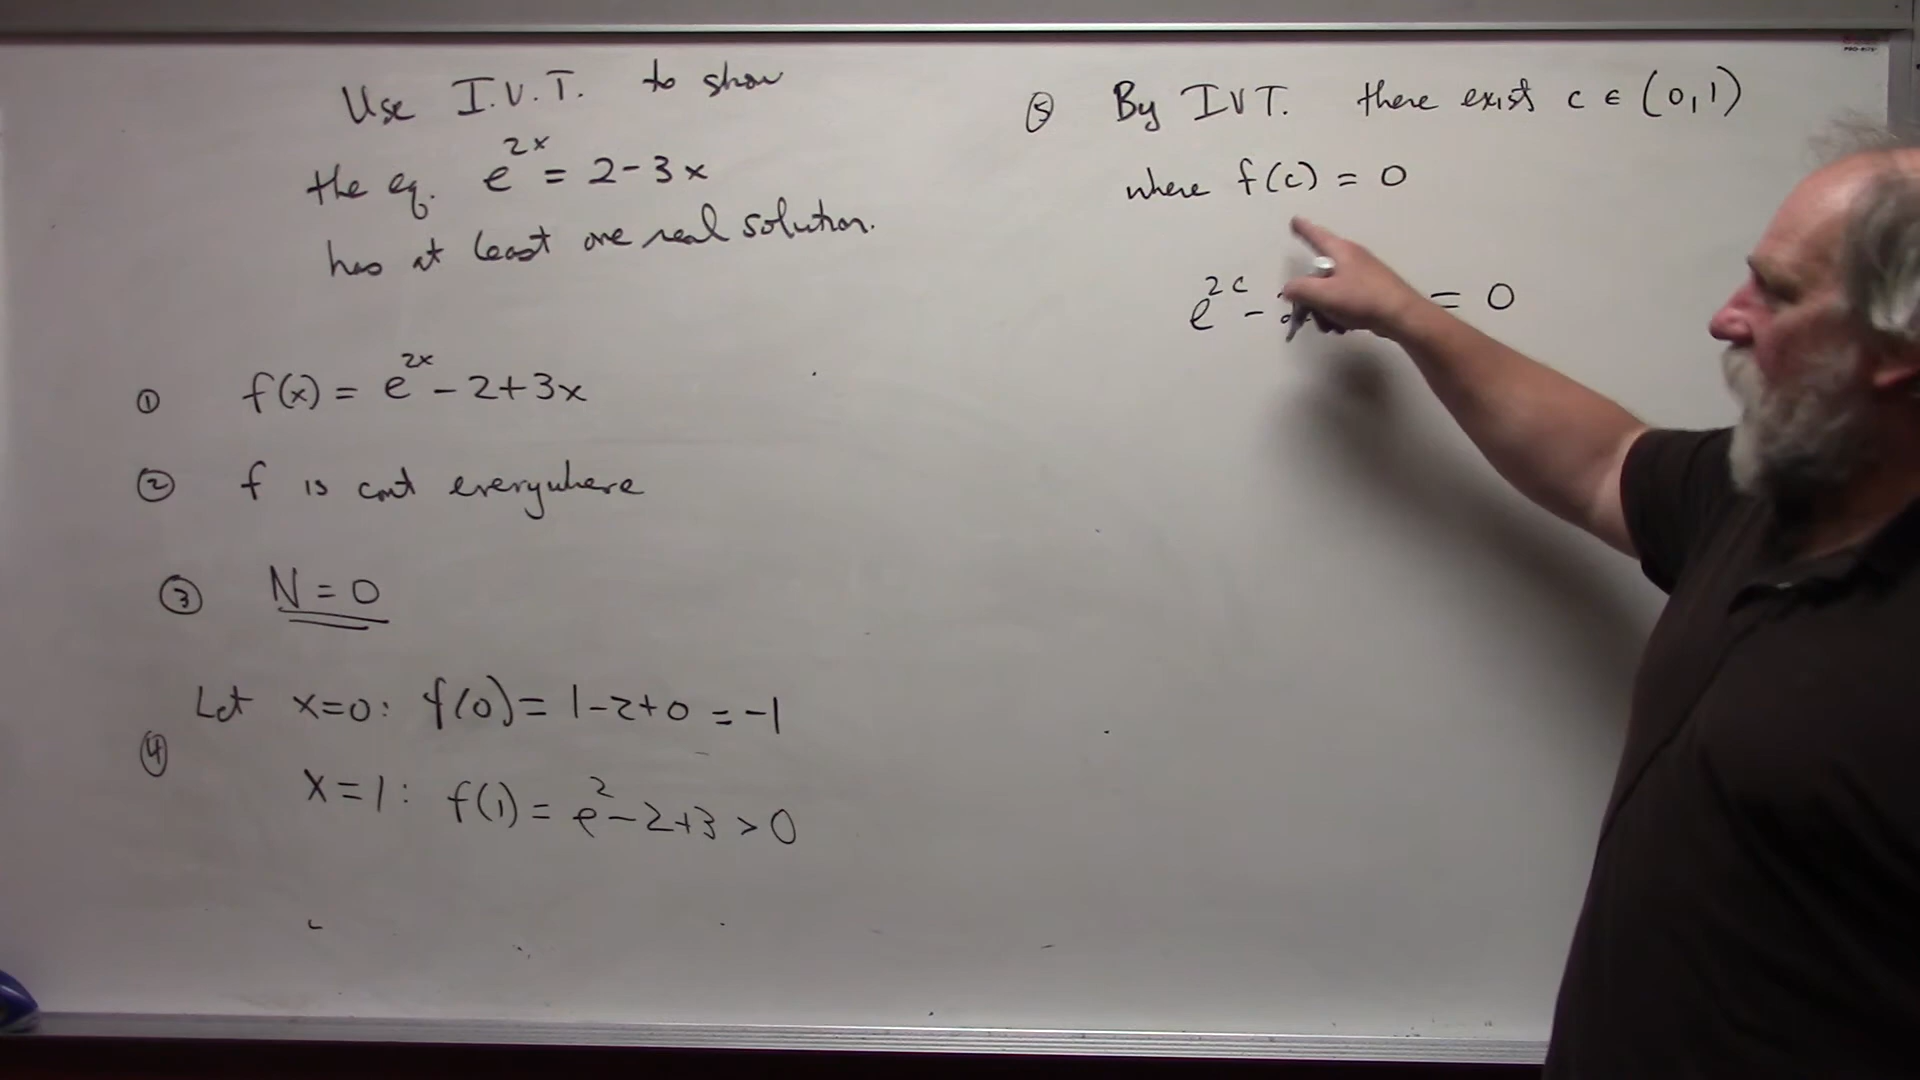 Use I.V.T. to show
the eq. e^{2x} = 2-3x
has at least one real solution.
① f(x) = e^{2x} - 2+3x
② f is cont everywhere
③ N = 0
Let x=0: f(0) = 1-2+0 = -1
④
x=1: f(1) = e^2 - 2+3 > 0
⑤ By IVT. there exist c ∈ (0,1)
where f(c) = 0
e^{2c} - = 0